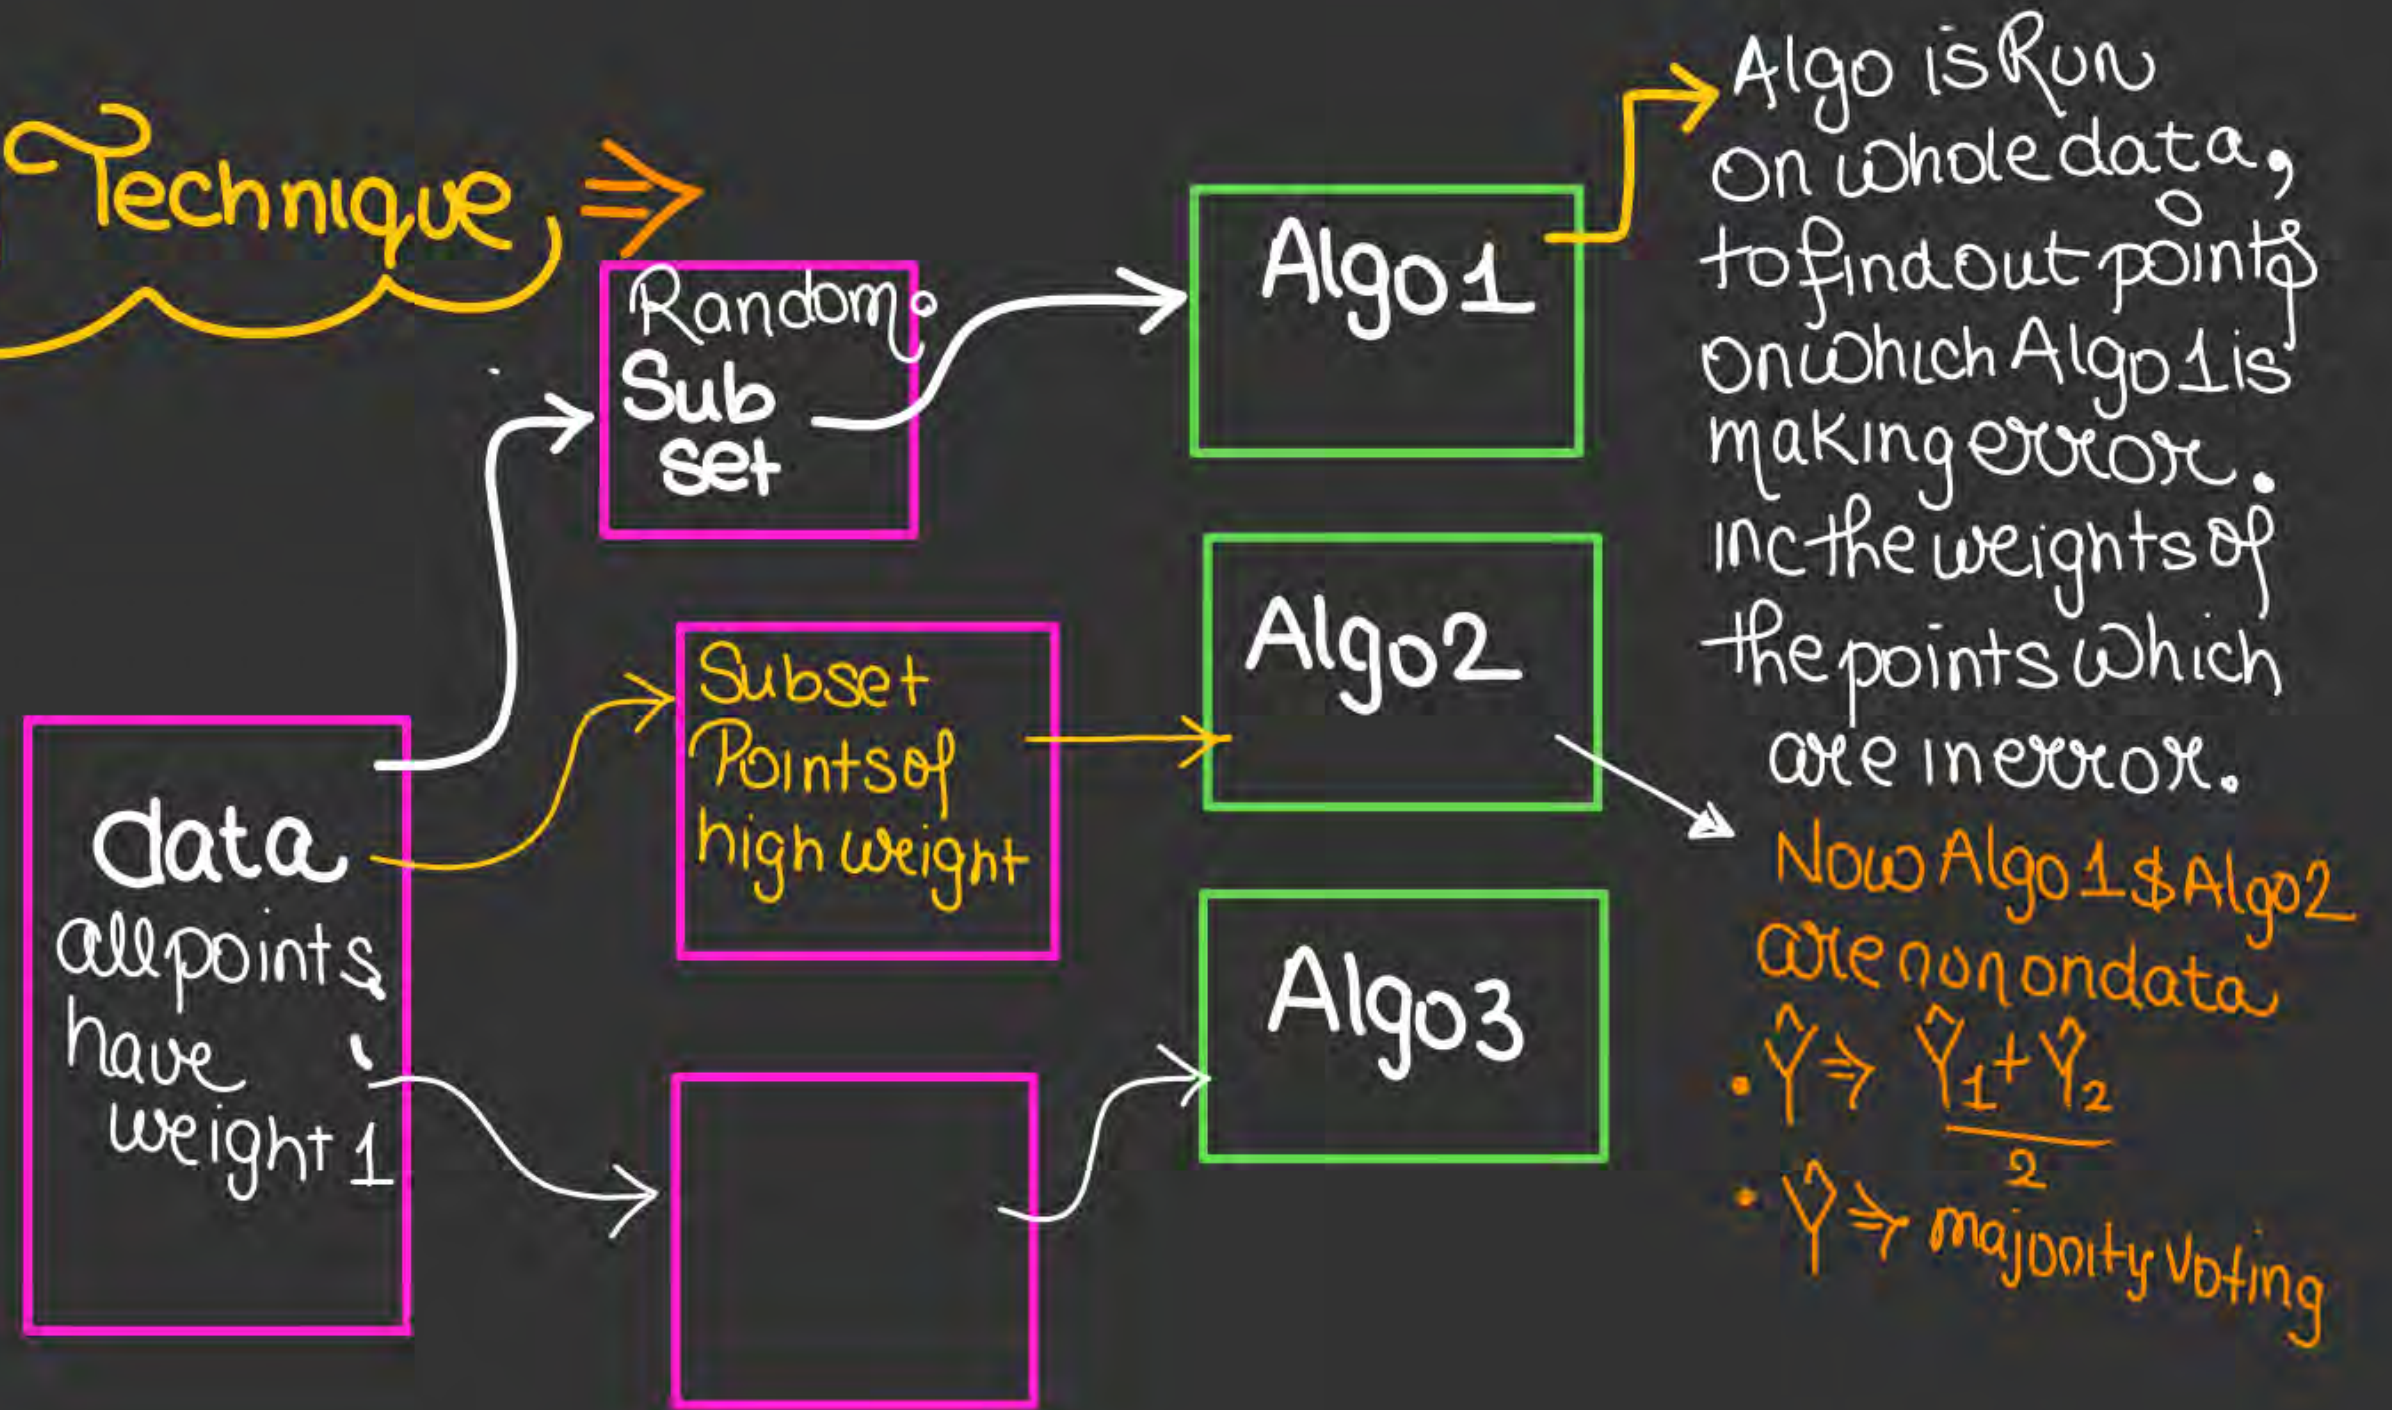 Technique
Random
Sub
set
Algo 1
Algo is Run
on whole data,
to find out points
on which Algo 1 is
making error.
inc the weights of
the points which
are in error.
Subset
Points of
high weight
Algo 2
data
all points
have
weight 1
Algo 3
Now Algo 1 $ Algo 2
are run on data
• Ŷ ⇒ Ŷ₁ + Ŷ₂
2
• Ŷ ⇒ majority Voting